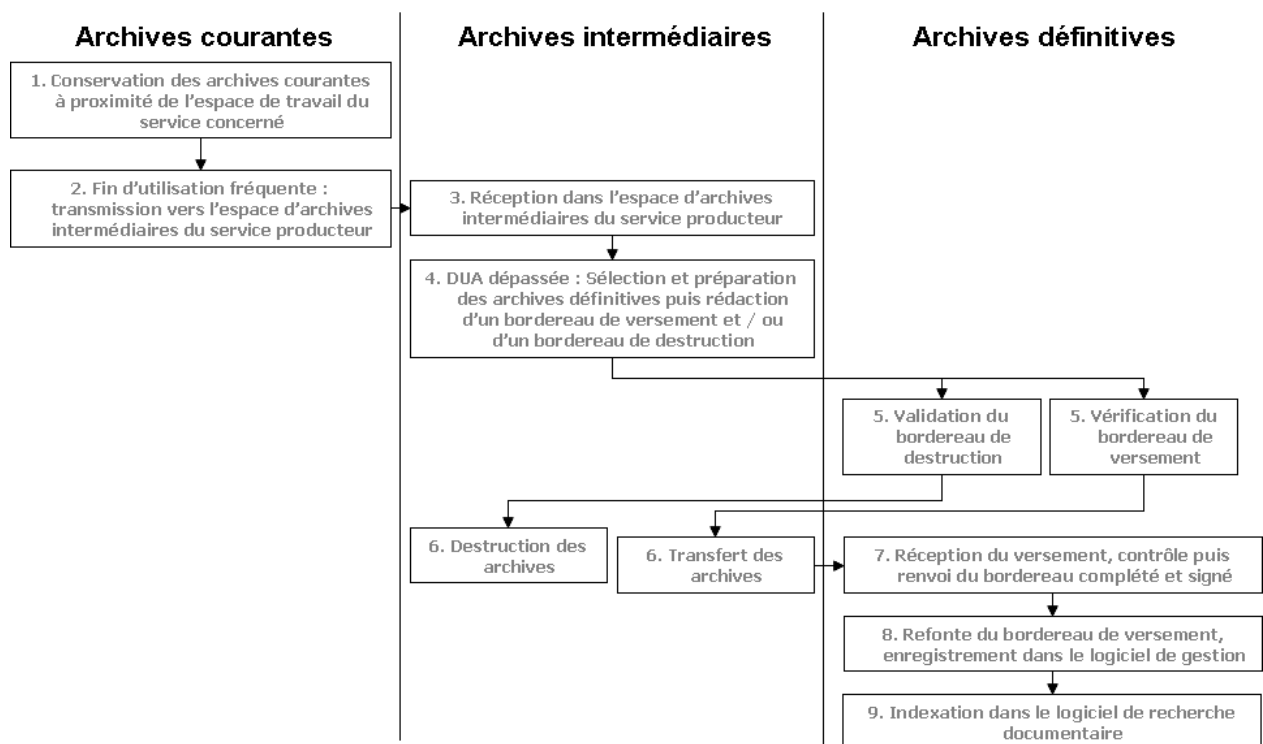 Archives courantes
Archives intermédiaires
Archives définitives
1. Conservation des archives courantes
à proximité de l'espace de travail du
service concerné
2. Fin d'utilisation fréquente :
transmission vers l'espace d'archives
intermédiaires du service producteur
3. Réception dans l'espace d'archives
intermédiaires du service producteur
4. DUA dépassée : Sélection et préparation
des archives définitives puis rédaction
d'un bordereau de versement et / ou
d'un bordereau de destruction
5. Validation du
bordereau de
destruction
5. Vérification du
bordereau de
versement
6. Destruction des
archives
6. Transfert des
archives
7. Réception du versement, contrôle puis
renvoi du bordereau complété et signé
8. Refonte du bordereau de versement,
enregistrement dans le logiciel de gestion
9. Indexation dans le logiciel de recherche
documentaire